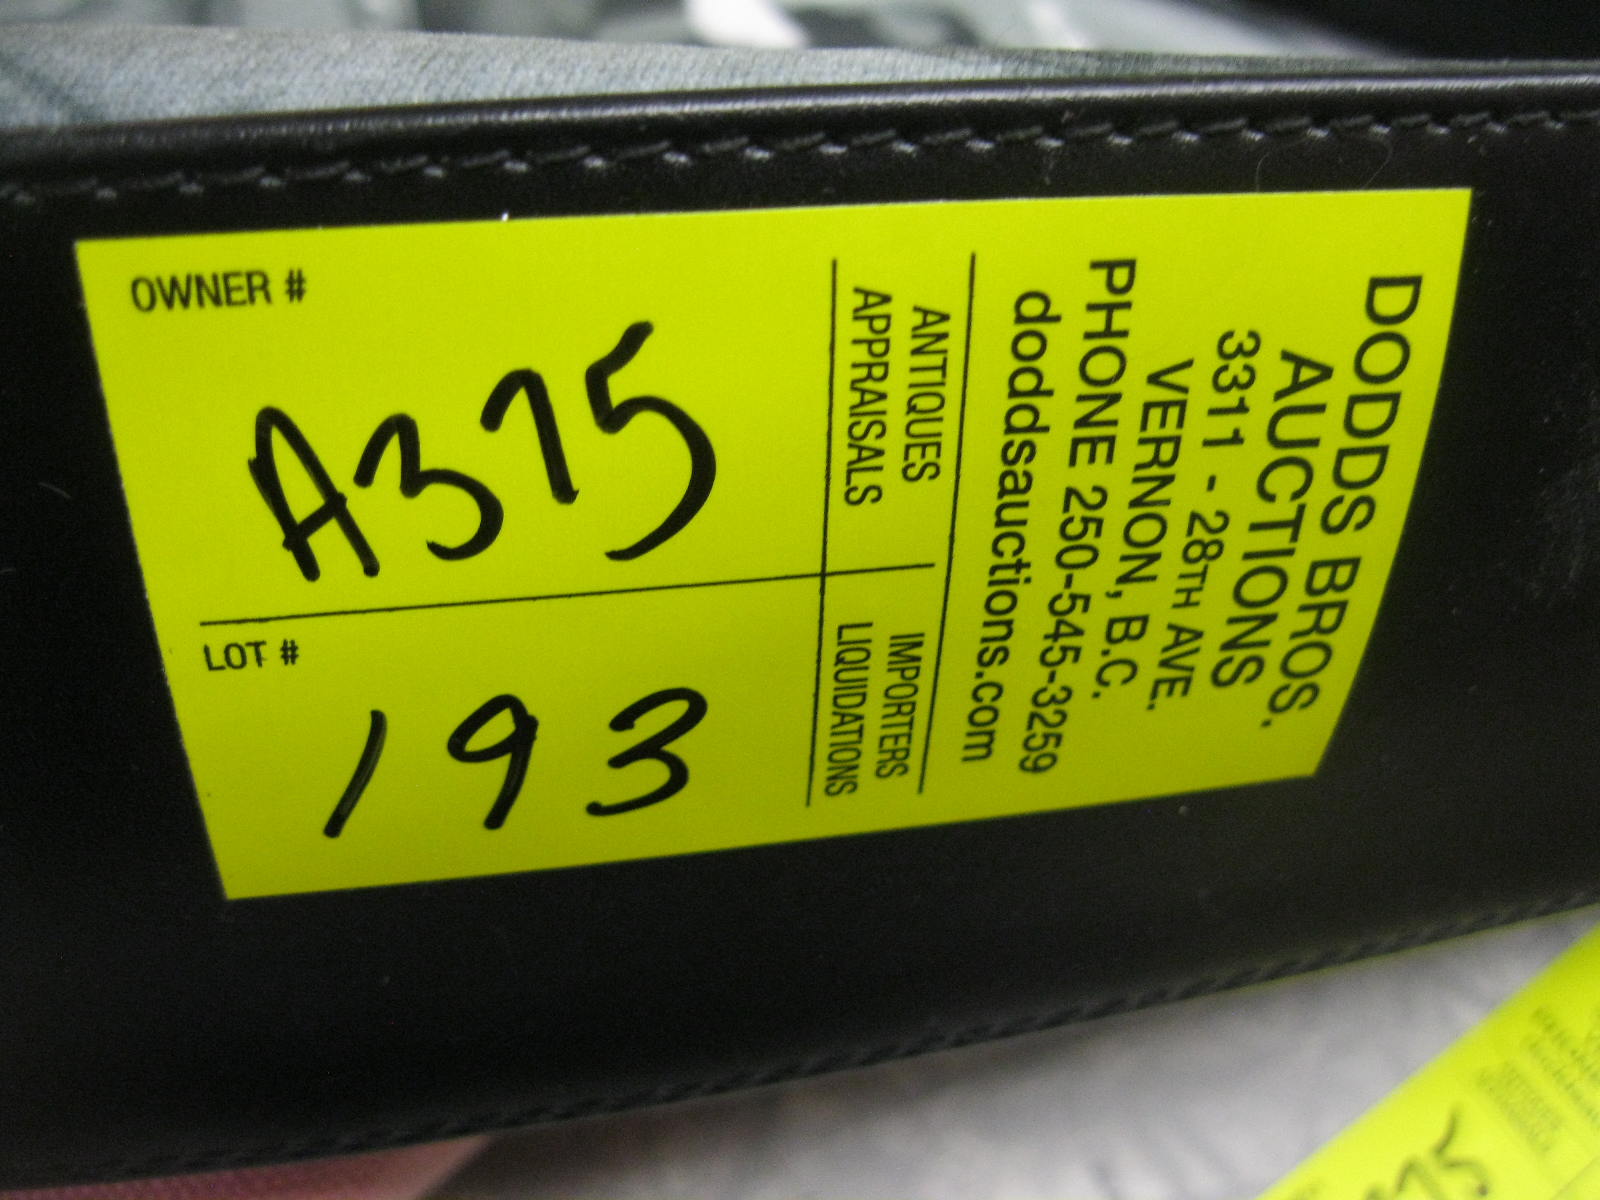 OWNER #
A375
LOT #
193
DODDS BROS.
AUCTIONS
3311 - 28TH AVE.
VERNON, B.C.
PHONE 250-545-3259
doddsauctions.com
ANTIQUES
APPRAISALS
IMPORTERS
LIQUIDATIONS
75